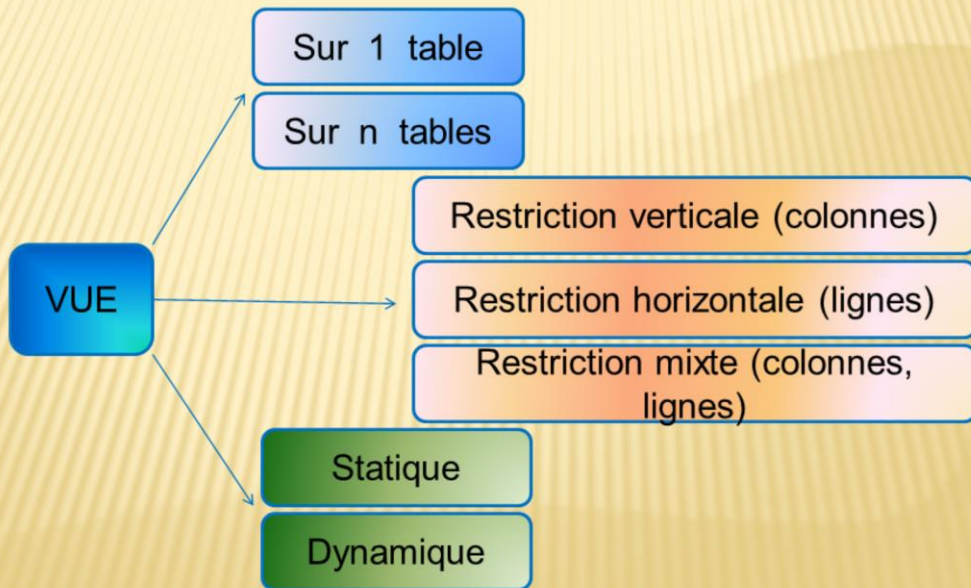 Sur 1 table
Sur n tables
Restriction verticale (colonnes)
VUE
Restriction horizontale (lignes)
Restriction mixte (colonnes,
lignes)
Statique
Dynamique